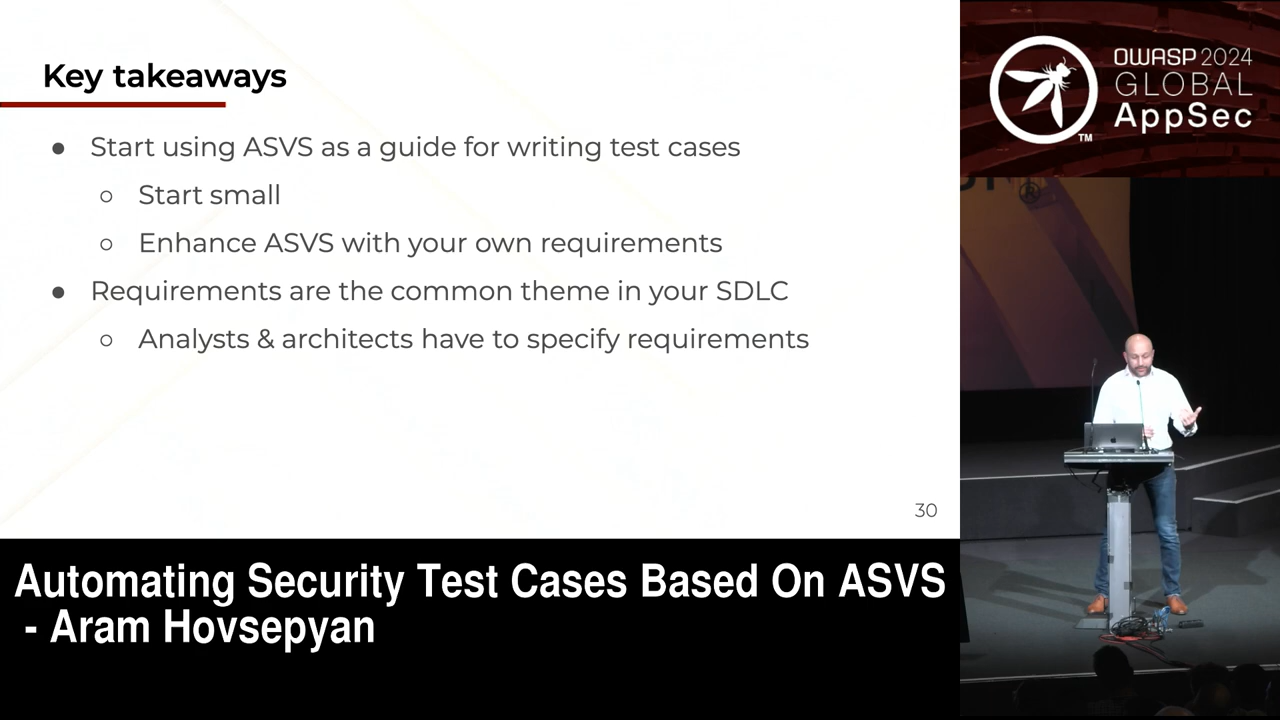 Key takeaways
● Start using ASVS as a guide for writing test cases
○ Start small
○ Enhance ASVS with your own requirements
● Requirements are the common theme in your SDLC
○ Analysts & architects have to specify requirements
30
Automating Security Test Cases Based On ASVS
- Aram Hovsepyan
OWASP 2024
GLOBAL
AppSec
TM
®